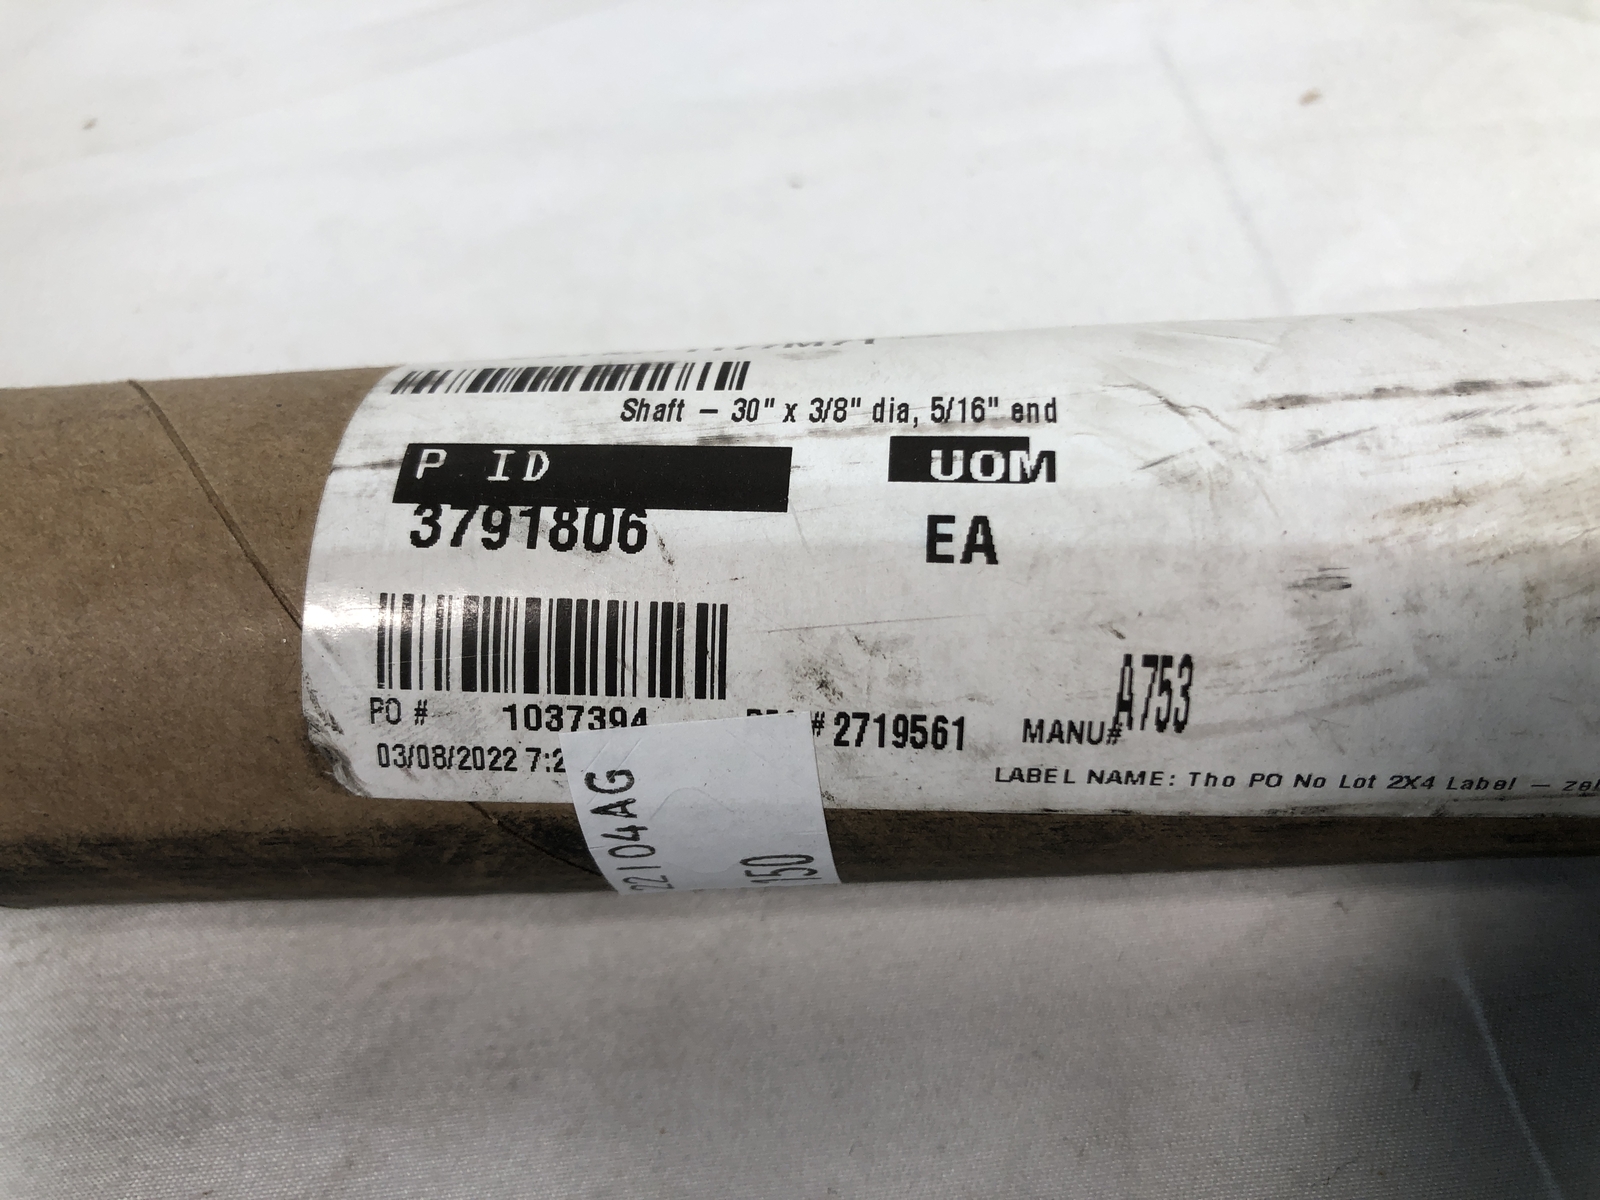 Shaft – 30" x 3/8" dia, 5/16" end
P ID
UOM
3791806
EA
PO # 1037394
# 2719561
MANU# A753
03/08/2022 7:2
LABEL NAME: Tho PO No Lot 2X4 Label –
22104AG
150